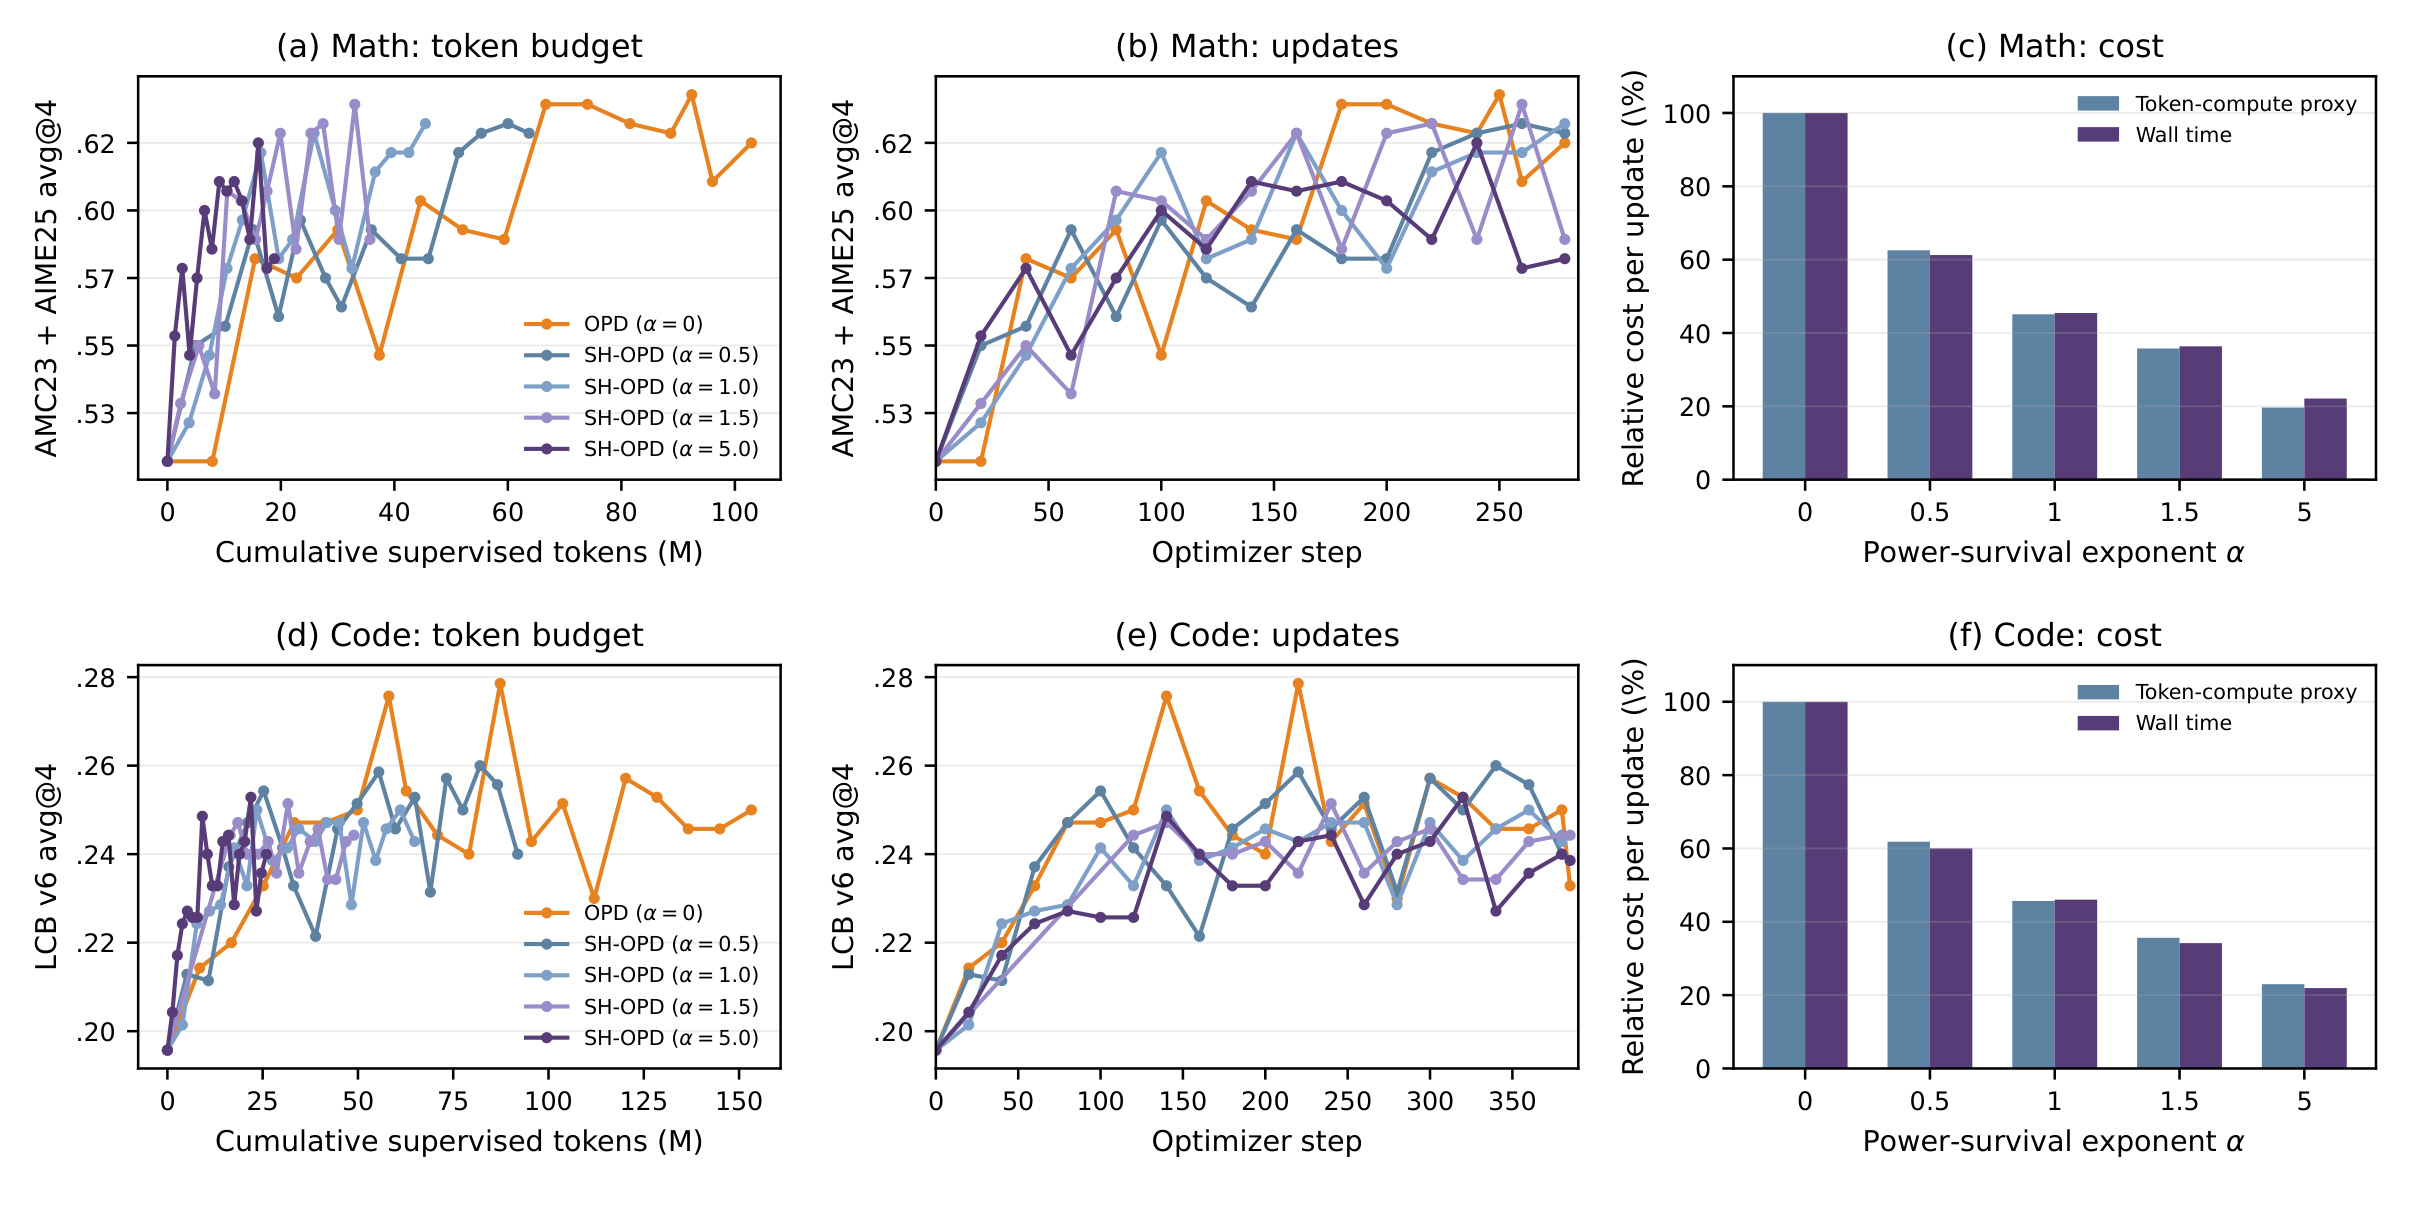 (a) Math: token budget
AMC23 + AIME25 avg@4
.62
.60
.57
.55
.53
OPD (α = 0)
SH-OPD (α = 0.5)
SH-OPD (α = 1.0)
SH-OPD (α = 1.5)
SH-OPD (α = 5.0)
0 20 40 60 80 100
Cumulative supervised tokens (M)
(b) Math: updates
AMC23 + AIME25 avg@4
.62
.60
.57
.55
.53
0 50 100 150 200 250
Optimizer step
(c) Math: cost
Relative cost per update (\%)
100
80
60
40
20
0
Token-compute proxy
Wall time
0 0.5 1 1.5 5
Power-survival exponent α
(d) Code: token budget
LCB v6 avg@4
.28
.26
.24
.22
.20
OPD (α = 0)
SH-OPD (α = 0.5)
SH-OPD (α = 1.0)
SH-OPD (α = 1.5)
SH-OPD (α = 5.0)
0 25 50 75 100 125 150
Cumulative supervised tokens (M)
(e) Code: updates
LCB v6 avg@4
.28
.26
.24
.22
.20
0 50 100 150 200 250 300 350
Optimizer step
(f) Code: cost
Relative cost per update (\%)
100
80
60
40
20
0
Token-compute proxy
Wall time
0 0.5 1 1.5 5
Power-survival exponent α